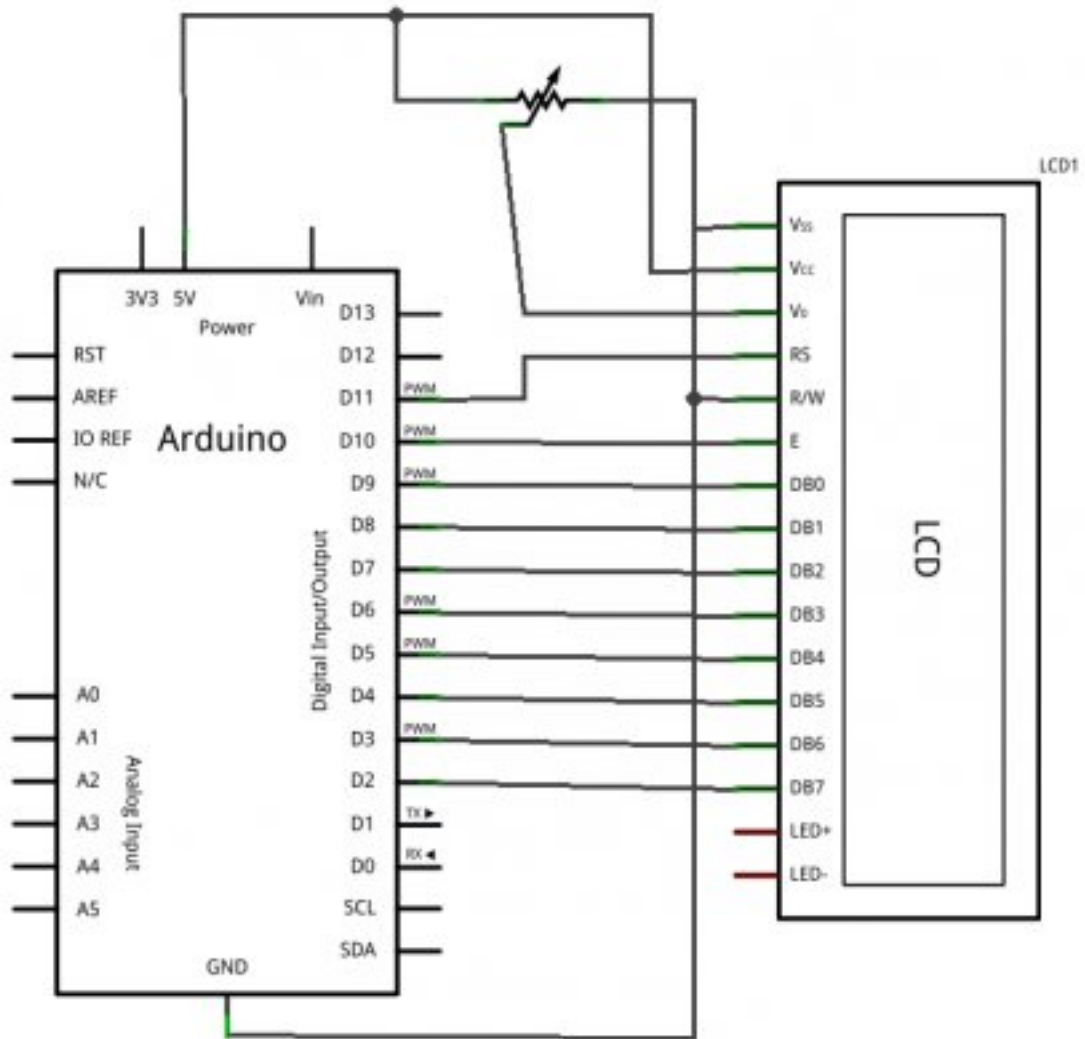 LCD1
3V3 5V Vin
Power
RST
AREF
IO REF
N/C
Arduino
A0
A1
A2
A3
A4
A5
Analog Input
Digital Input/Output
D13
D12
D11 PWM
D10 PWM
D9 PWM
D8
D7
D6 PWM
D5 PWM
D4
D3 PWM
D2
D1 TX ▶
D0 RX ◀
SCL
SDA
GND
Vss
Vcc
V₀
RS
R/W
E
DB0
DB1
DB2
DB3
DB4
DB5
DB6
DB7
LED+
LED-
LCD